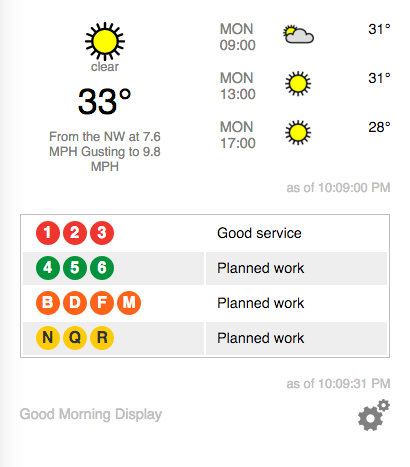 clear
33°
From the NW at 7.6
MPH Gusting to 9.8
MPH
MON
09:00
31°
MON
13:00
31°
MON
17:00
28°
as of 10:09:00 PM
1 2 3 Good service
4 5 6 Planned work
B D F M Planned work
N Q R Planned work
as of 10:09:31 PM
Good Morning Display